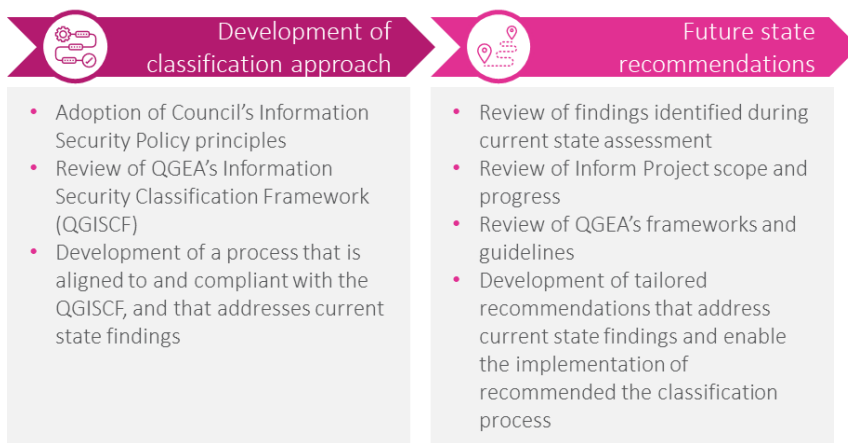 Development of
classification approach
• Adoption of Council's Information
Security Policy principles
• Review of QGEA's Information
Security Classification Framework
(QGISCF)
• Development of a process that is
aligned to and compliant with the
QGISCF, and that addresses current
state findings
Future state
recommendations
• Review of findings identified during
current state assessment
• Review of Inform Project scope and
progress
• Review of QGEA's frameworks and
guidelines
• Development of tailored
recommendations that address
current state findings and enable
the implementation of
recommended the classification
process